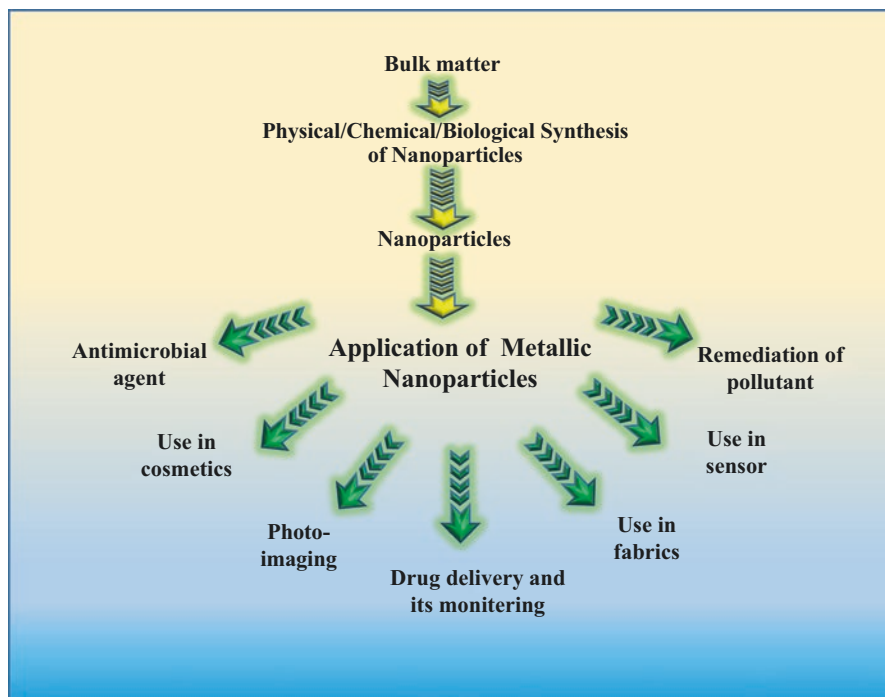 Bulk matter
Physical/Chemical/Biological Synthesis
of Nanoparticles
Nanoparticles
Application of Metallic
Nanoparticles
Antimicrobial
agent
Use in
cosmetics
Photo-
imaging
Drug delivery and
its monitering
Use in
fabrics
Use in
sensor
Remediation of
pollutant